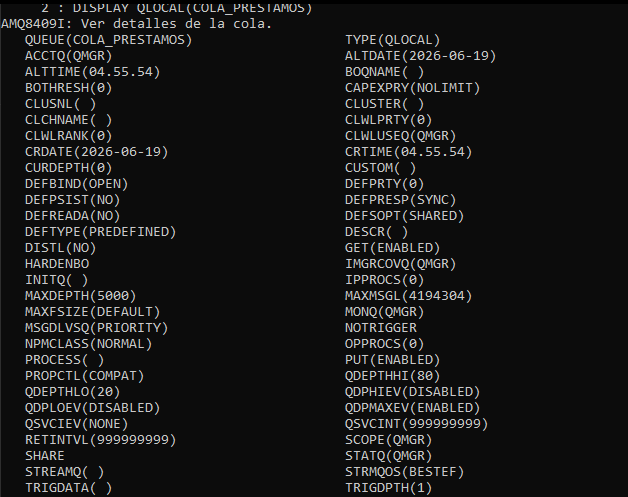 2 : DISPLAY QLOCAL(COLA_PRESTAMOS)
AMQ8409I: Ver detalles de la cola.
QUEUE(COLA_PRESTAMOS) TYPE(QLOCAL)
ACCTQ(QMGR) ALTDATE(2026-06-19)
ALTTIME(04.55.54) BOQNAME( )
BOTHRESH(0) CAPEXPRY(NOLIMIT)
CLUSNL( ) CLUSTER( )
CLCHNAME( ) CLWLPRTY(0)
CLWLRANK(0) CLWLUSEQ(QMGR)
CRDATE(2026-06-19) CRTIME(04.55.54)
CURDEPTH(0) CUSTOM( )
DEFBIND(OPEN) DEFPRTY(0)
DEFPSIST(NO) DEFPRESP(SYNC)
DEFREADA(NO) DEFSOPT(SHARED)
DEFTYPE(PREDEFINED) DESCR( )
DISTL(NO) GET(ENABLED)
HARDENBO IMGRCOVQ(QMGR)
INITQ( ) IPPROCS(0)
MAXDEPTH(5000) MAXMSGL(4194304)
MAXFSIZE(DEFAULT) MONQ(QMGR)
MSGDLVSQ(PRIORITY) NOTRIGGER
NPMCLASS(NORMAL) OPPROCS(0)
PROCESS( ) PUT(ENABLED)
PROPCTL(COMPAT) QDEPTHHI(80)
QDEPTHLO(20) QDPHIEV(DISABLED)
QDPLOEV(DISABLED) QDPMAXEV(ENABLED)
QSVCIEV(NONE) QSVCINT(999999999)
RETINTVL(999999999) SCOPE(QMGR)
SHARE STATQ(QMGR)
STREAMQ( ) STRMQOS(BESTEF)
TRIGDATA( ) TRIGDPTH(1)